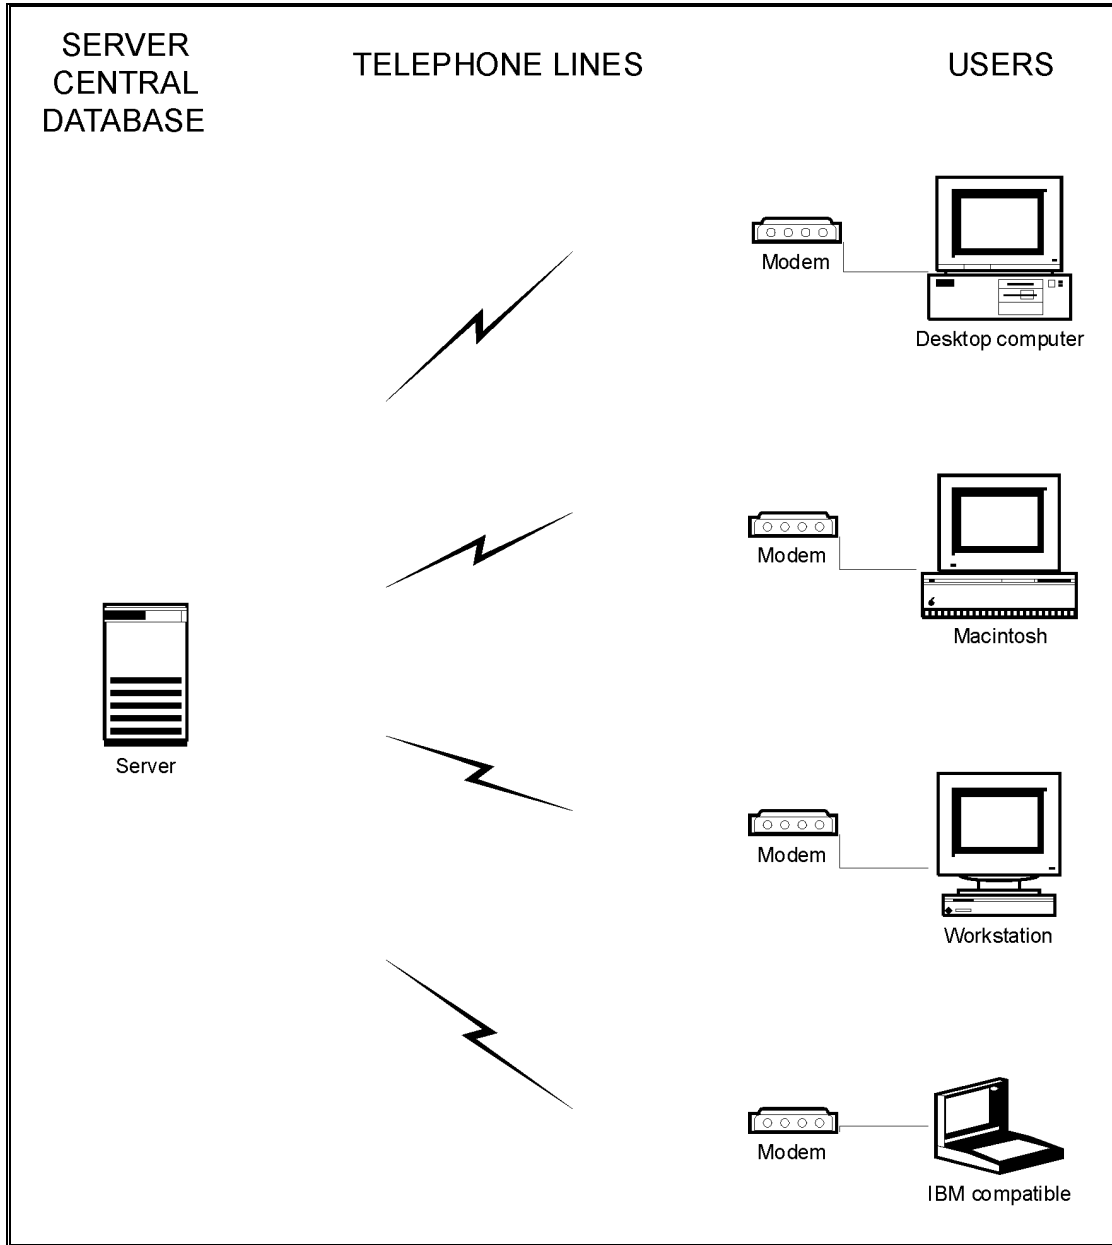 SERVER
CENTRAL
DATABASE
TELEPHONE LINES
USERS
Modem
Desktop computer
Modem
Macintosh
Server
Modem
Workstation
Modem
IBM compatible